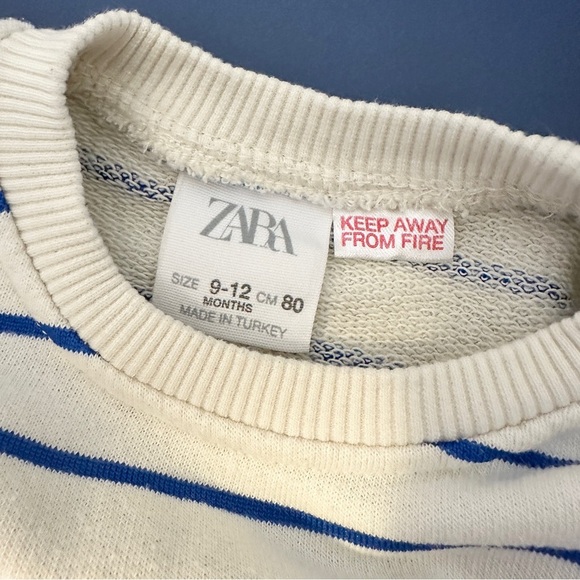 ZARA
SIZE 9-12 MONTHS CM 80
MADE IN TURKEY
KEEP AWAY
FROM FIRE